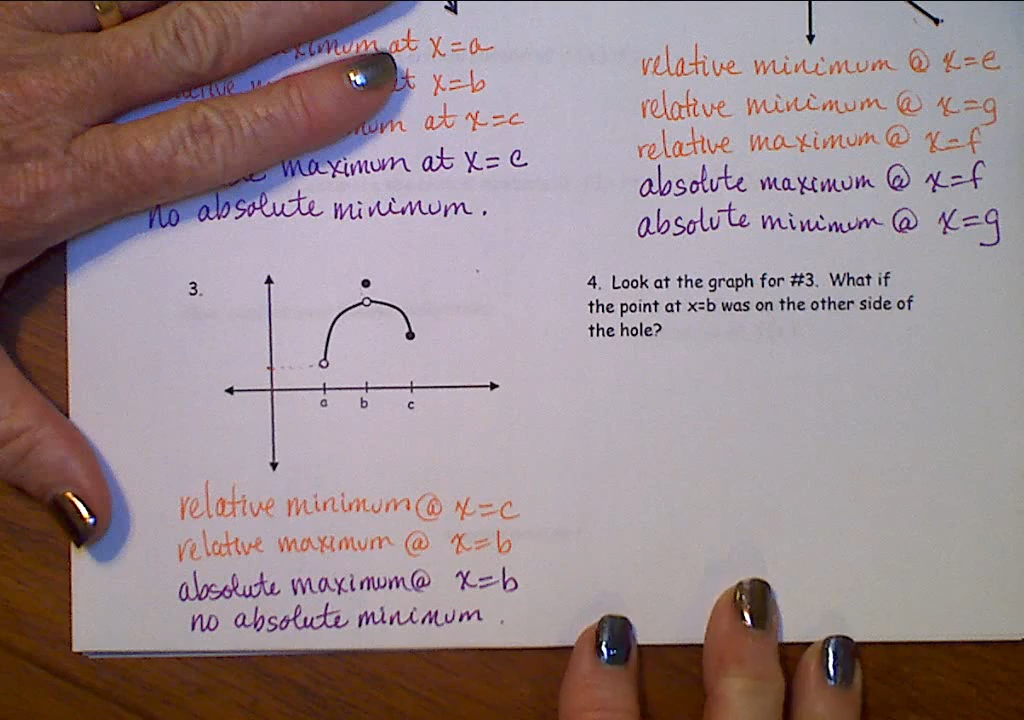 ximum at x=a
at x=b
mum at x=c
maximum at x=c
no absolute minimum.
relative minimum @ x=e
relative minimum @ x=g
relative maximum @ x=f
absolute maximum @ x=f
absolute minimum @ x=g
3.
a b c
relative minimum @ x=c
relative maximum @ x=b
absolute maximum @ x=b
no absolute minimum.
4. Look at the graph for #3. What if
the point at x=b was on the other side of
the hole?